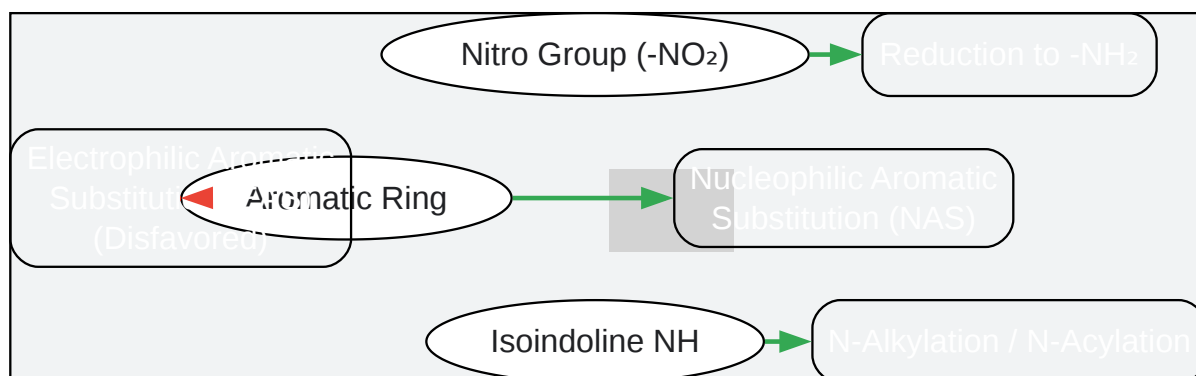 Nitro Group (-NO₂)
Reduction to -NH₂
Electrophilic Aromatic
Substitution
(Disfavored)
Aromatic Ring
Nucleophilic Aromatic
Substitution (NAS)
Isoindoline NH
N-Alkylation / N-Acylation